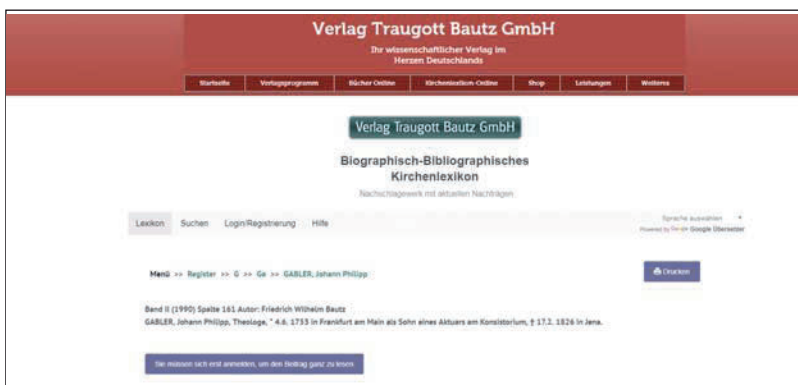 Verlag Traugott Bautz GmbH
Ihr wissenschaftlicher Verlag im
Herzen Deutschlands
Startseite Verlagsprogramm Bücher Online Kirchenlexikon-Online Shop Leistungen Weiteres
Verlag Traugott Bautz GmbH
Biographisch-Bibliographisches
Kirchenlexikon
Nachschlagewerk mit aktuellen Nachträgen
Lexikon Suchen Login/Registrierung Hilfe
Sprache auswählen
Powered by Google Übersetzer
Menü >> Register >> G >> Ga >> GABLER, Johann Philipp
Drucken
Band II (1990) Spalte 161 Autor: Friedrich Wilhelm Bautz
GABLER, Johann Philipp, Theologe, * 4.6. 1753 in Frankfurt am Main als Sohn eines Aktuars am Konsistorium, † 17.2. 1826 in Jena.
Sie müssen sich erst anmelden, um den Beitrag ganz zu lesen